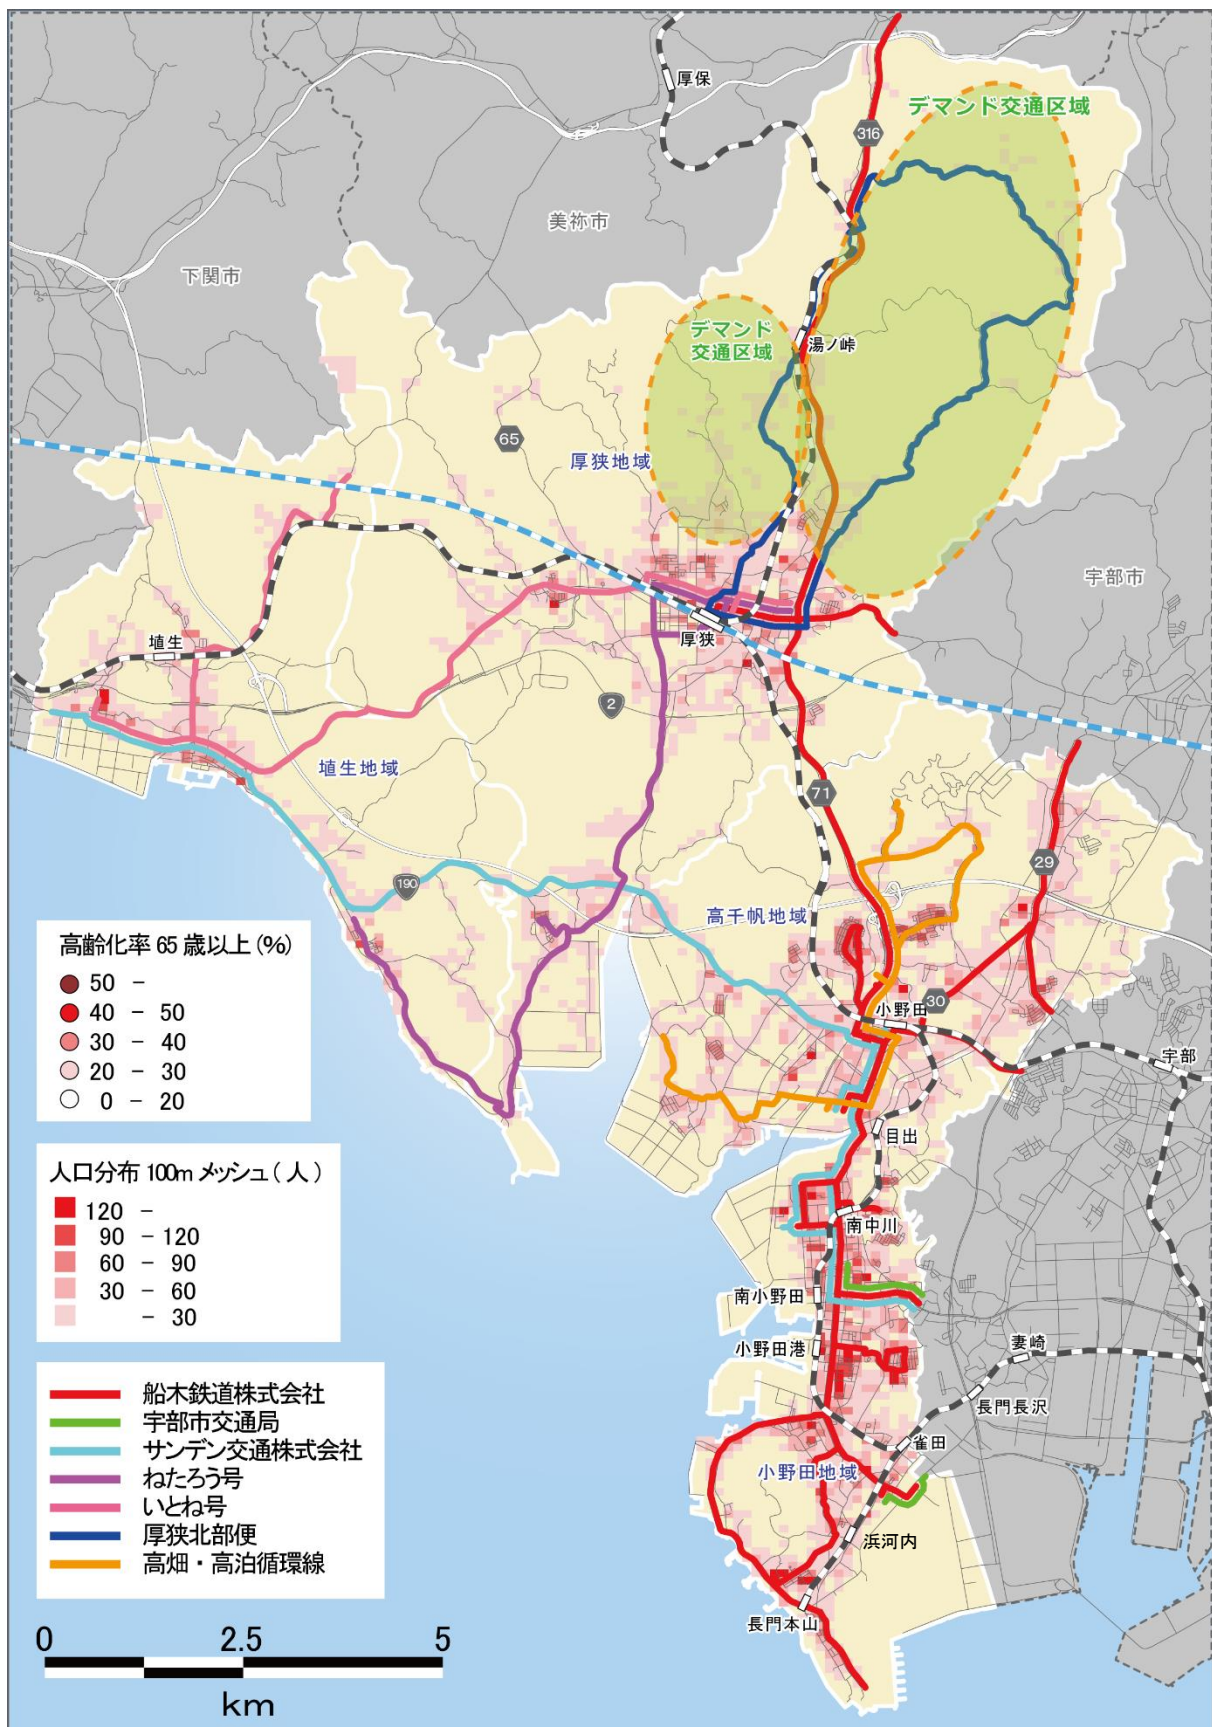 厚保
デマンド交通区域
316
美祢市
下関市
デマンド
交通区域
湯ノ峠
65
厚狭地域
宇部市
埴生
厚狭
2
埴生地域
71
29
190
高千帆地域
30
小野田
宇部
目出
南中川
南小野田
小野田港
妻崎
長門長沢
雀田
小野田地域
浜河内
長門本山
高齢化率 65 歳以上 (%)
50 -
40 - 50
30 - 40
20 - 30
0 - 20
人口分布 100m メッシュ ( 人 )
120 -
90 - 120
60 - 90
30 - 60
- 30
船木鉄道株式会社
宇部市交通局
サンデン交通株式会社
ねたろう号
いとね号
厚狭北部便
高畑・高泊循環線
0 2.5 5
km